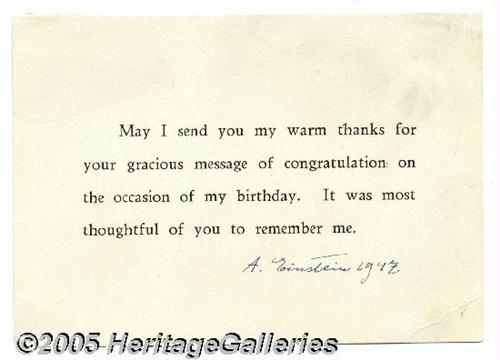 May I send you my warm thanks for
your gracious message of congratulation on
the occasion of my birthday. It was most
thoughtful of you to remember me.
A. Einstein 1947
©2005 HeritageGalleries